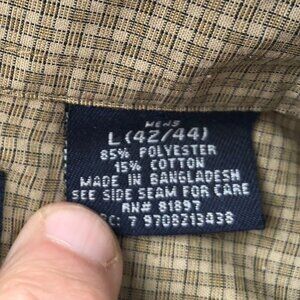 MENS
L (42/44)
85% POLYESTER
15% COTTON
MADE IN BANGLADESH
SEE SIDE SEAM FOR CARE
RN# 81897
7 9708213438